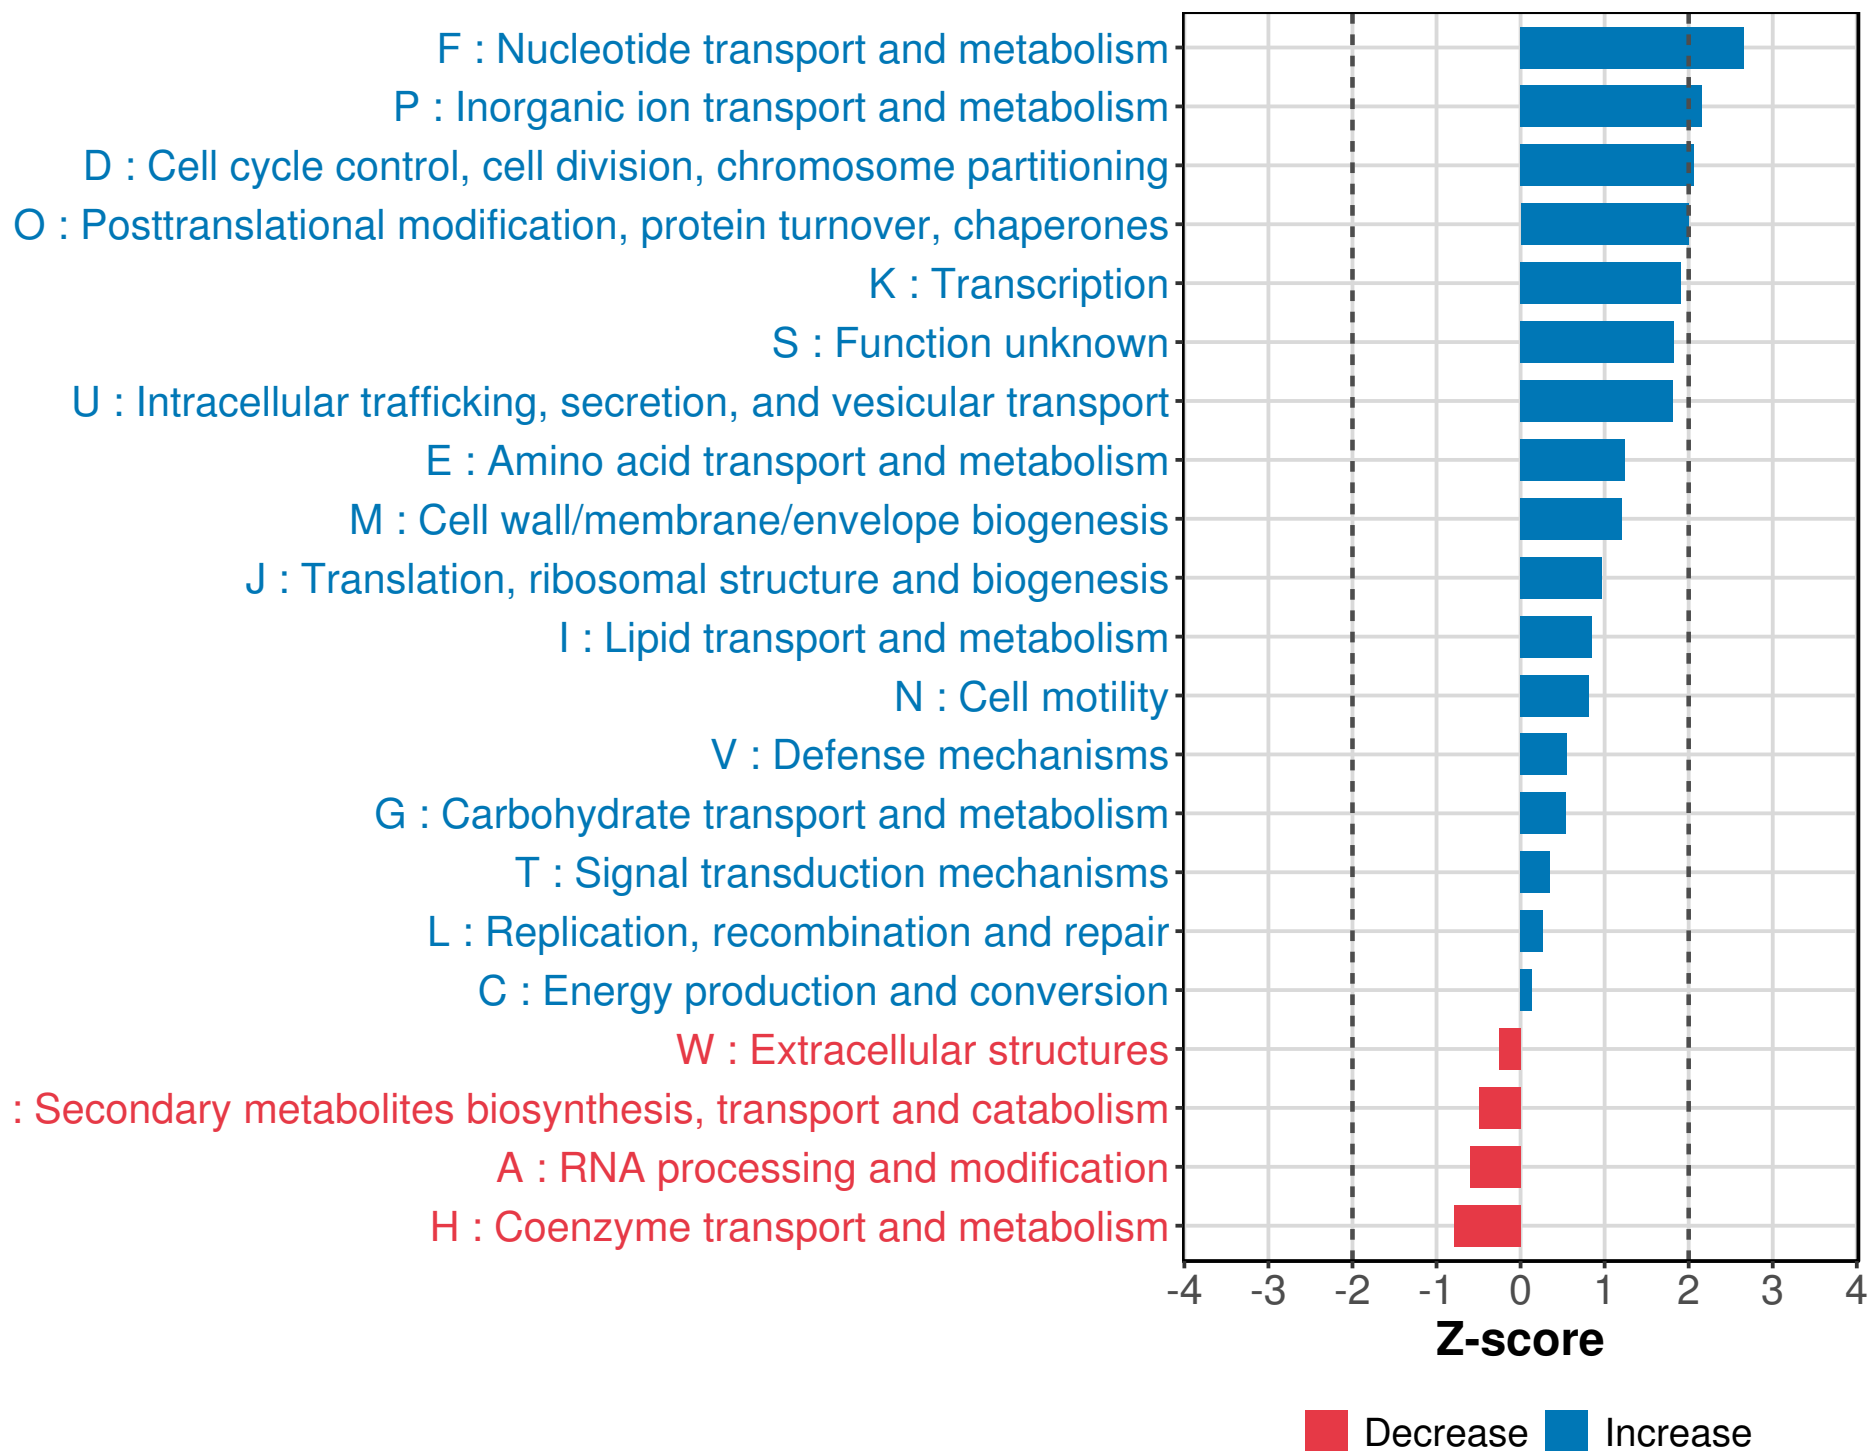 F : Nucleotide transport and metabolism
P : Inorganic ion transport and metabolism
D : Cell cycle control, cell division, chromosome partitioning
O : Posttranslational modification, protein turnover, chaperones
K : Transcription
S : Function unknown
U : Intracellular trafficking, secretion, and vesicular transport
E : Amino acid transport and metabolism
M : Cell wall/membrane/envelope biogenesis
J : Translation, ribosomal structure and biogenesis
I : Lipid transport and metabolism
N : Cell motility
V : Defense mechanisms
G : Carbohydrate transport and metabolism
T : Signal transduction mechanisms
L : Replication, recombination and repair
C : Energy production and conversion
W : Extracellular structures
: Secondary metabolites biosynthesis, transport and catabolism
A : RNA processing and modification
H : Coenzyme transport and metabolism
-4 -3 -2 -1 0 1 2 3 4
Z-score
Decrease Increase